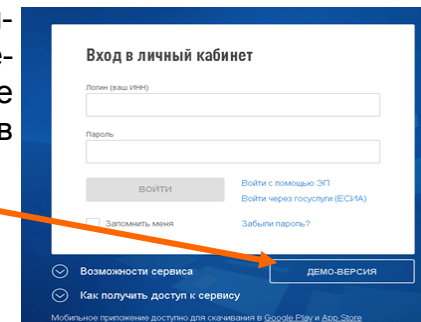 Вход в личный кабинет
Логин (ваш ИНН)
Пароль
ВОЙТИ
Войти с помощью ЭП
Войти через госуслуги (ЕСИА)
Запомнить меня
Забыли пароль?
Возможности сервиса
ДЕМО-ВЕРСИЯ
Как получить доступ к сервису
Мобильное приложение доступно для скачивания в Google Play и App Store
е
в